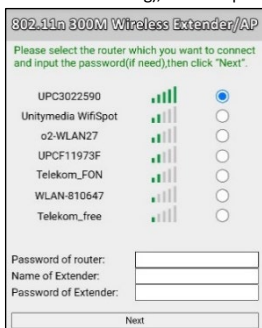 802.11n 300M Wireless Extender/AP
Please select the router which you want to connect
and input the password(if need),then click "Next".
UPC3022590
Unitymedia WifiSpot
o2-WLAN27
UPCF11973F
Telekom_FON
WLAN-810647
Telekom_free
Password of router:
Name of Extender:
Password of Extender:
Next